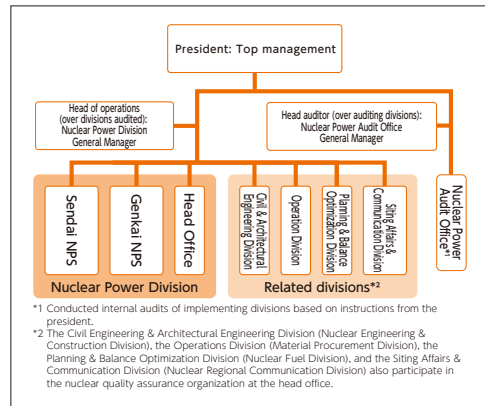 President: Top management
Head of operations
(over divisions audited):
Nuclear Power Division
General Manager
Head auditor (over auditing divisions):
Nuclear Power Audit Office
General Manager
Sendai NPS
Genkai NPS
Head Office
Civil & Architectural
Engineering Division
Operation Division
Planning & Balance
Optimization Division
Siting Affairs &
Communication Division
Nuclear Power
Audit Office*1
Nuclear Power Division
Related divisions*2
*1 Conducted internal audits of implementing divisions based on instructions from the
president.
*2 The Civil Engineering & Architectural Engineering Division (Nuclear Engineering &
Construction Division), the Operations Division (Material Procurement Division), the
Planning & Balance Optimization Division (Nuclear Fuel Division), and the Siting Affairs &
Communication Division (Nuclear Regional Communication Division) also participate in
the nuclear quality assurance organization at the head office.